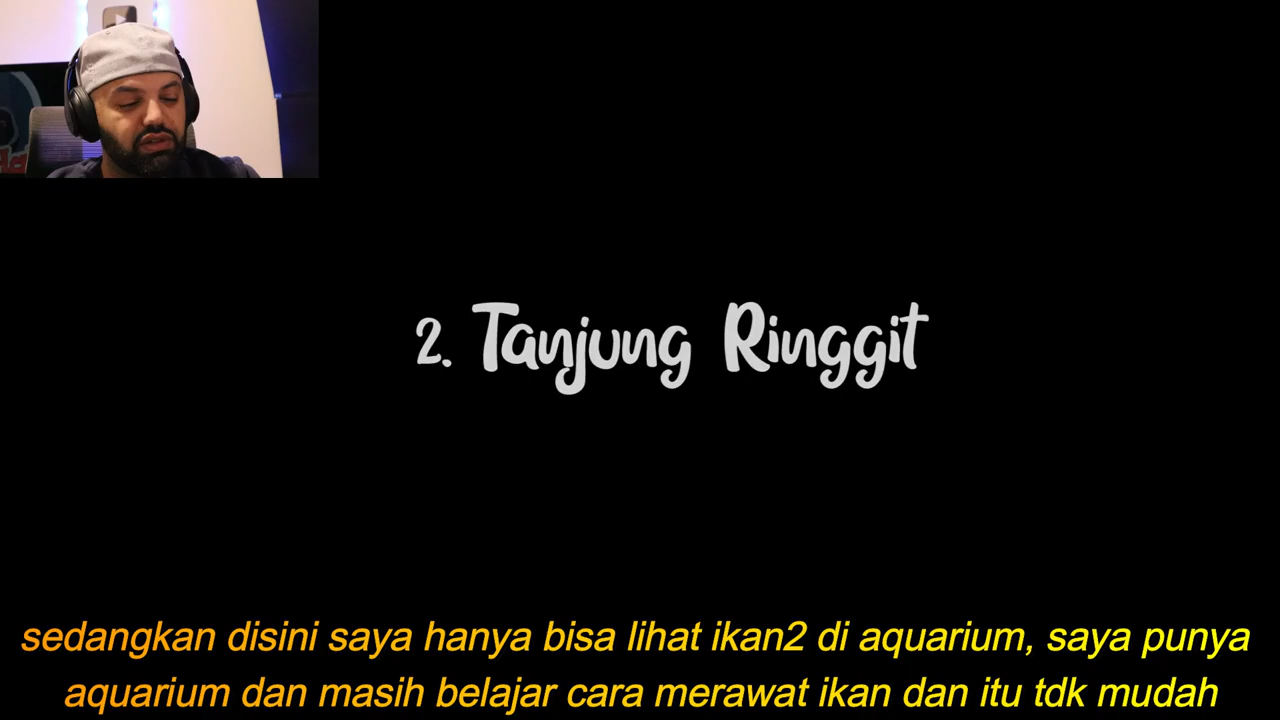 2. Tanjung Ringgit
sedangkan disini saya hanya bisa lihat ikan2 di aquarium, saya punya
aquarium dan masih belajar cara merawat ikan dan itu tdk mudah